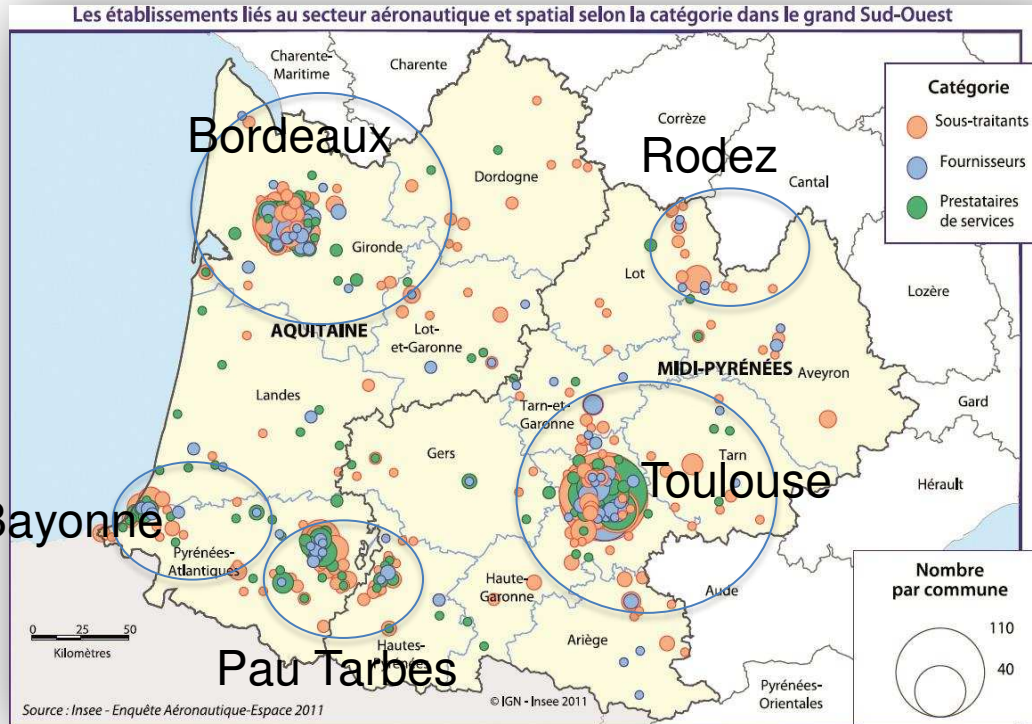 Les établissements liés au secteur aéronautique et spatial selon la catégorie dans le grand Sud-Ouest
Charente-
Maritime
Charente
Corrèze
Cantal
Lozère
Gard
Hérault
Aude
Pyrénées-
Orientales
Catégorie
Sous-traitants
Fournisseurs
Prestataires
de services
Bordeaux
Rodez
Dordogne
Gironde
Lot
AQUITAINE
Lot-
et-Garonne
MIDI-PYRÉNÉES
Aveyron
Landes
Tarn-et-
Garonne
Gers
Tarn
Toulouse
Bayonne
Pyrénées-
Atlantiques
Haute-
Garonne
Ariège
Hautes-
Pyrénées
Pau Tarbes
Nombre
par commune
110
40
0 25 50
Kilomètres
Source : Insee - Enquête Aéronautique-Espace 2011
© IGN - Insee 2011